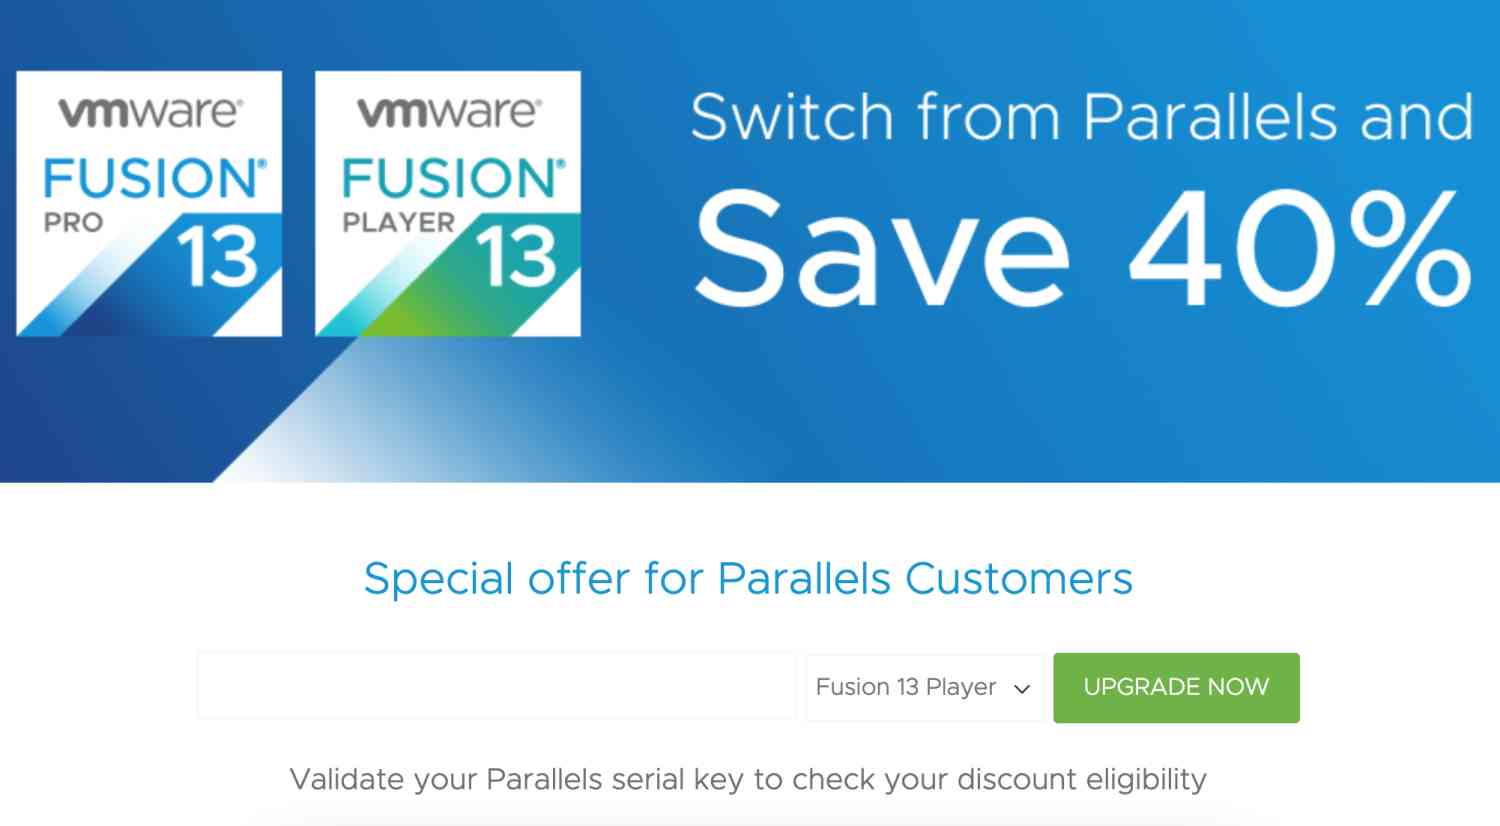 vmware®
FUSION®
PRO
13
vmware®
FUSION®
PLAYER
13
Switch from Parallels and
Save 40%
Special offer for Parallels Customers
Fusion 13 Player
UPGRADE NOW
Validate your Parallels serial key to check your discount eligibility